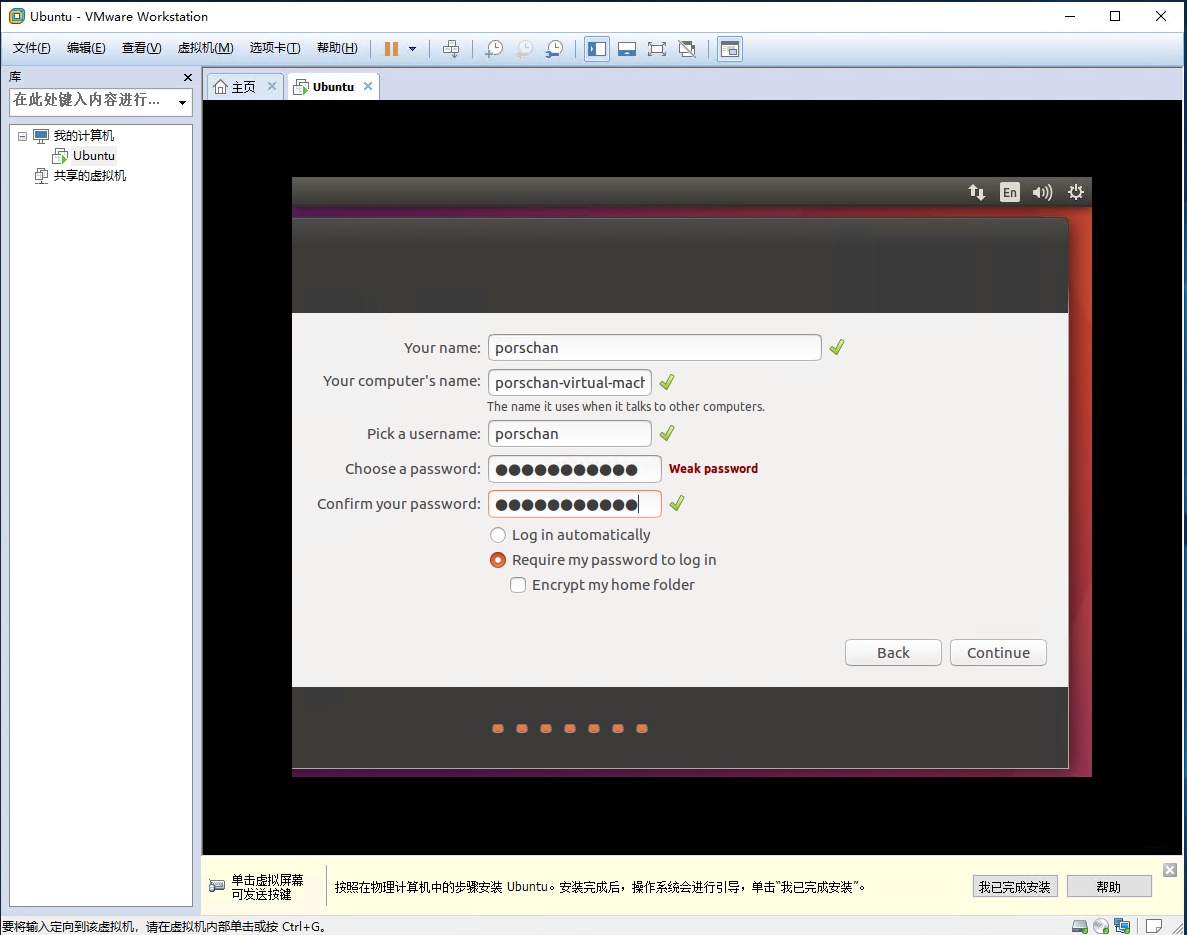 Ubuntu - VMware Workstation
文件(F) 编辑(E) 查看(V) 虚拟机(M) 选项卡(T) 帮助(H)
库
在此处键入内容进行...
我的计算机
Ubuntu
共享的虚拟机
主页 Ubuntu
En
Your name: porschan
Your computer's name: porschan-virtual-mach
The name it uses when it talks to other computers.
Pick a username: porschan
Choose a password: ●●●●●●●●●●● Weak password
Confirm your password: ●●●●●●●●●●●
Log in automatically
Require my password to log in
Encrypt my home folder
Back Continue
单击虚拟屏幕
可发送按键
按照在物理计算机中的步骤安装 Ubuntu。安装完成后，操作系统会进行引导，单击“我已完成安装”。
我已完成安装 帮助
要将输入定向到该虚拟机，请在虚拟机内部单击或按 Ctrl+G。